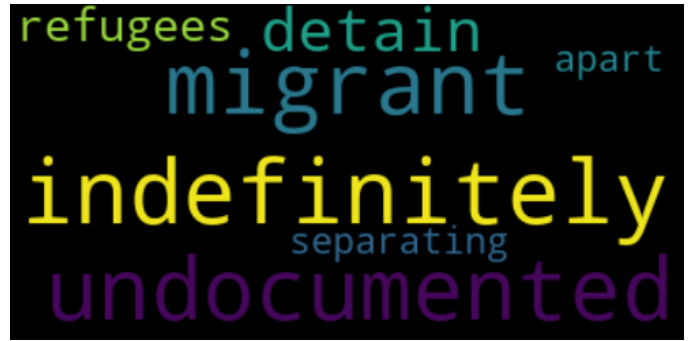 refugees detain
migrant apart
indefinitely
separating
undocumented